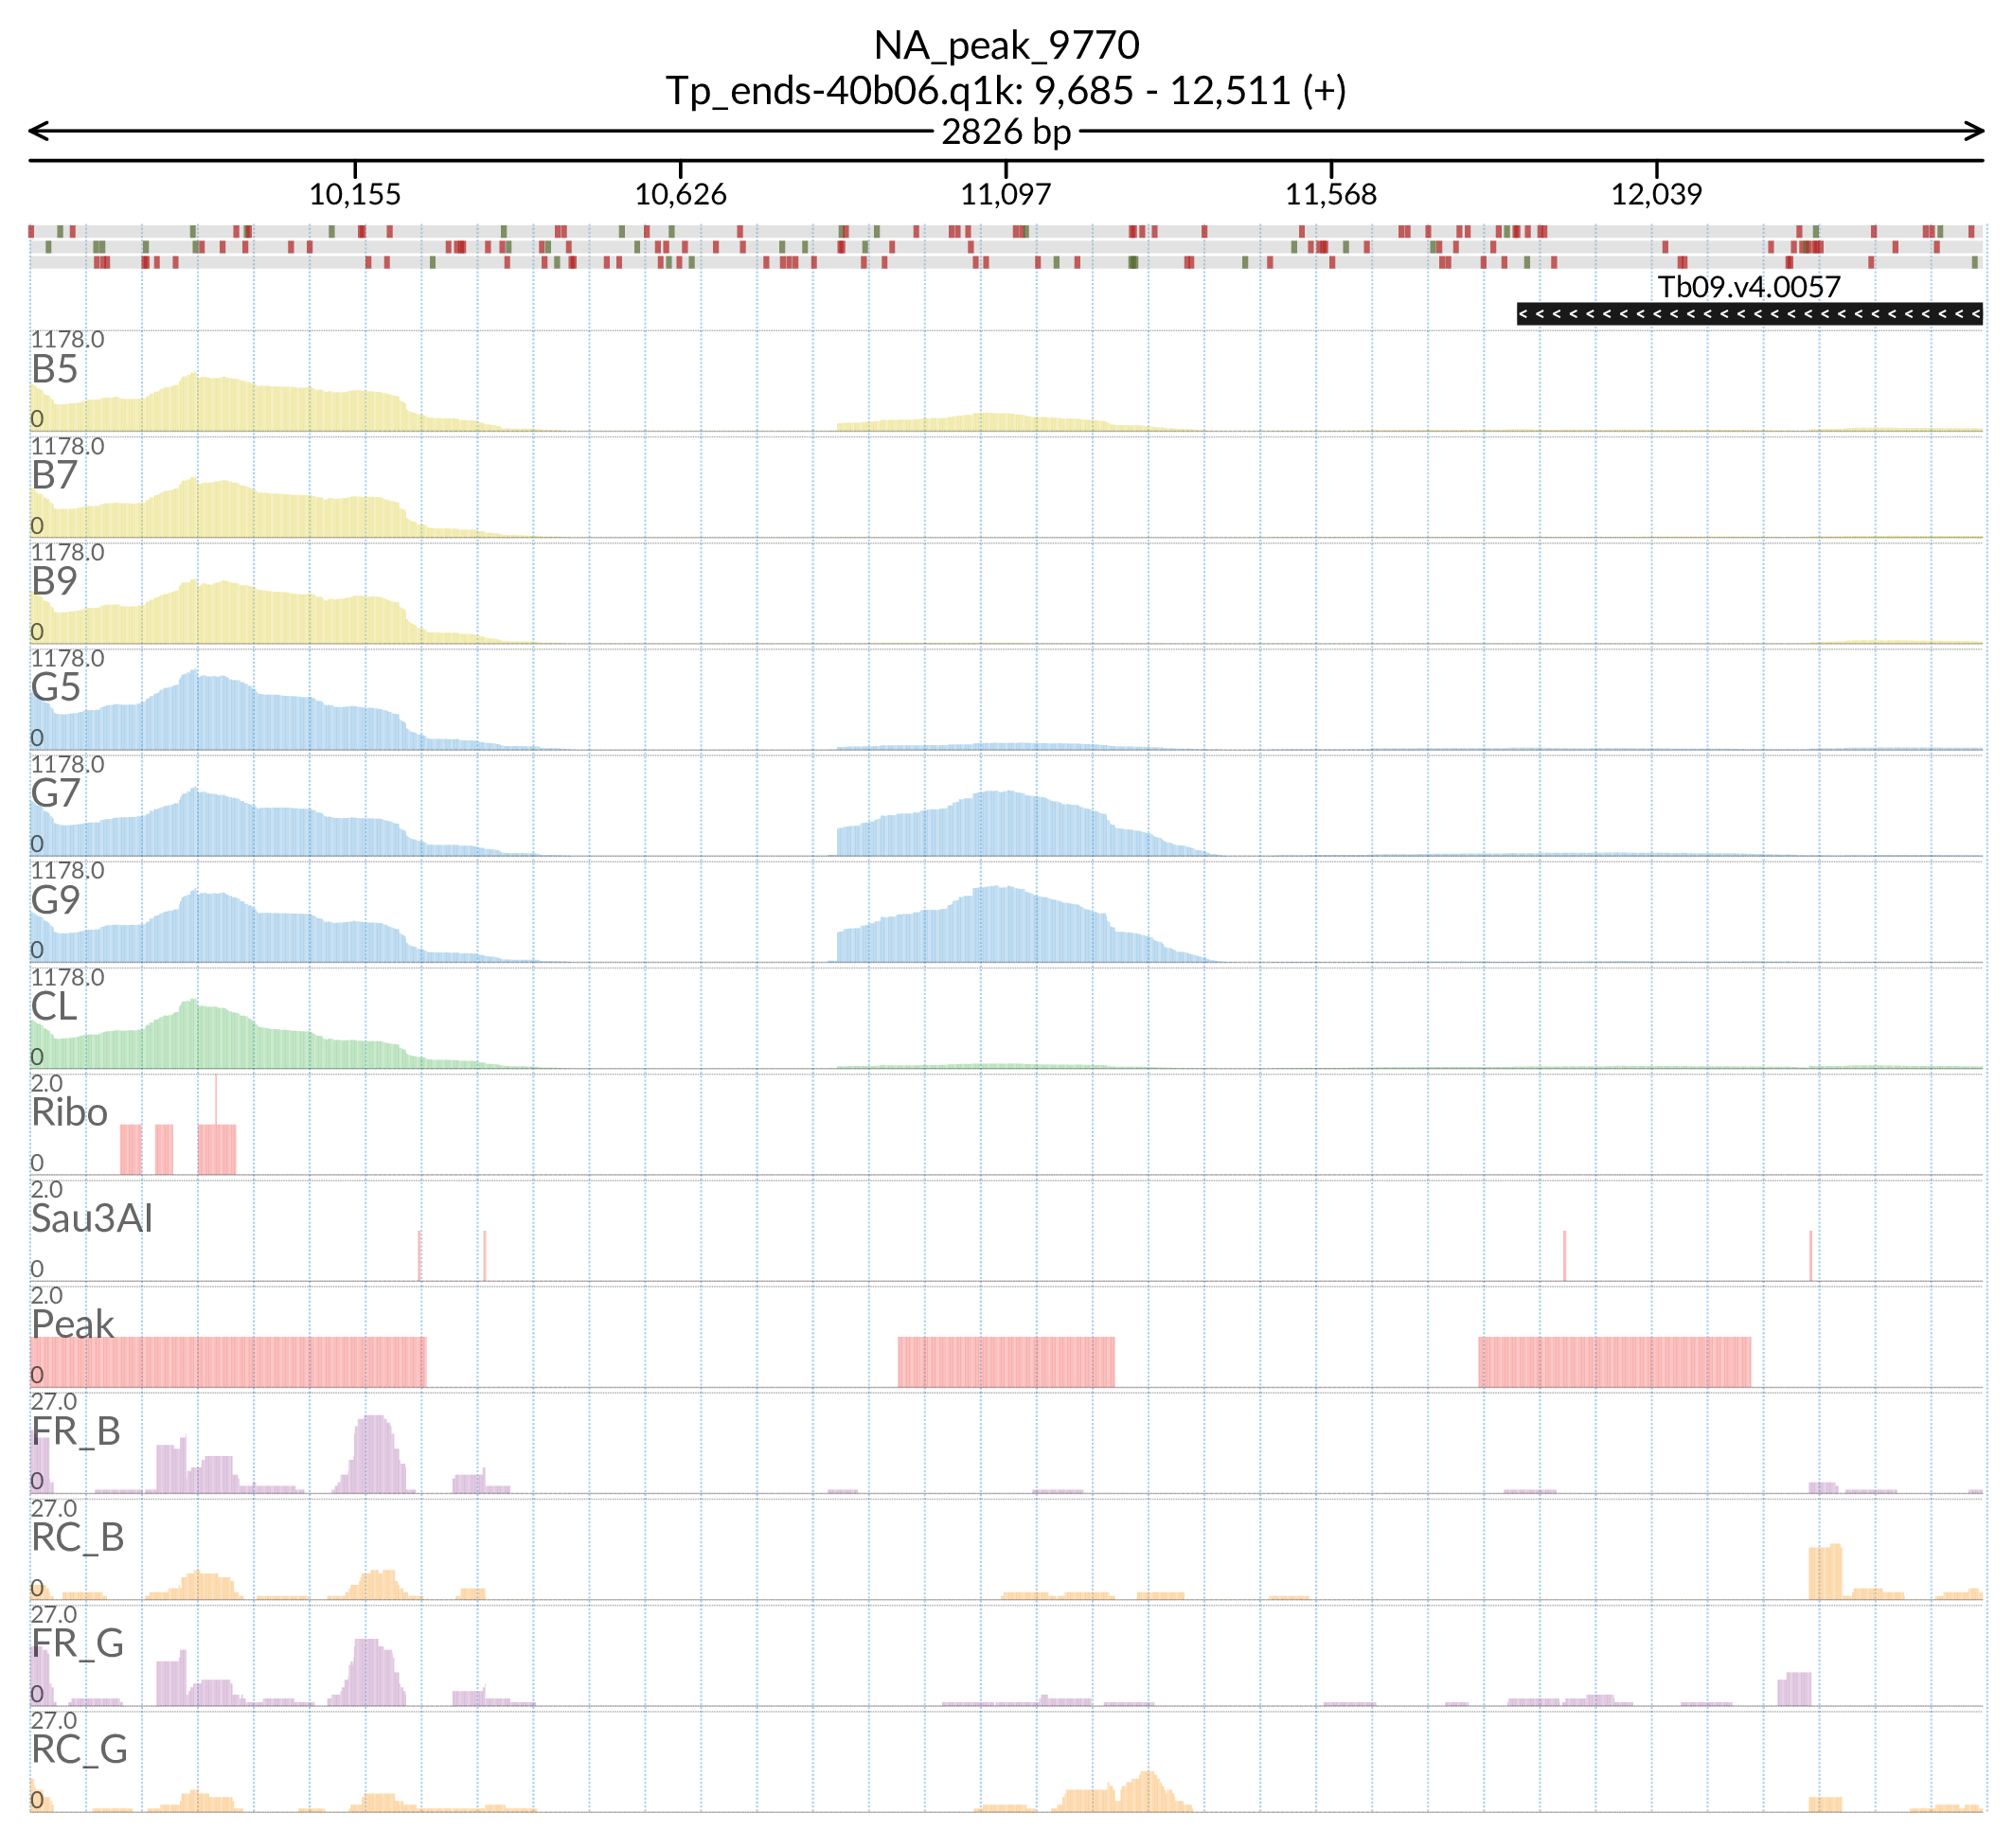 NA_peak_9770
Tp_ends-40b06.q1k: 9,685 - 12,511 (+)
2826 bp
10,155 10,626 11,097 11,568 12,039
Tb09.v4.0057
1178.0
B5
0
1178.0
B7
0
1178.0
B9
0
1178.0
G5
0
1178.0
G7
0
1178.0
G9
0
1178.0
CL
0
2.0
Ribo
0
2.0
Sau3AI
0
2.0
Peak
0
27.0
FR_B
0
27.0
RC_B
0
27.0
FR_G
0
27.0
RC_G
0